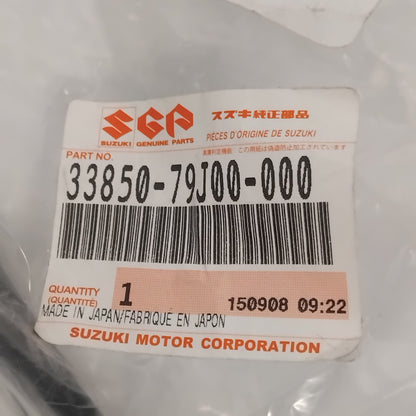 SGP
スズキ純正部品
SUZUKI GENUINE PARTS
PIÈCES D'ORIGINE DE SUZUKI
PART NO.
33850-79J00-000
QUANTITY
(QUANTITÉ)
1
150908 09:22
MADE IN JAPAN/FABRIQUÉ EN JAPON
SUZUKI MOTOR CORPORATION